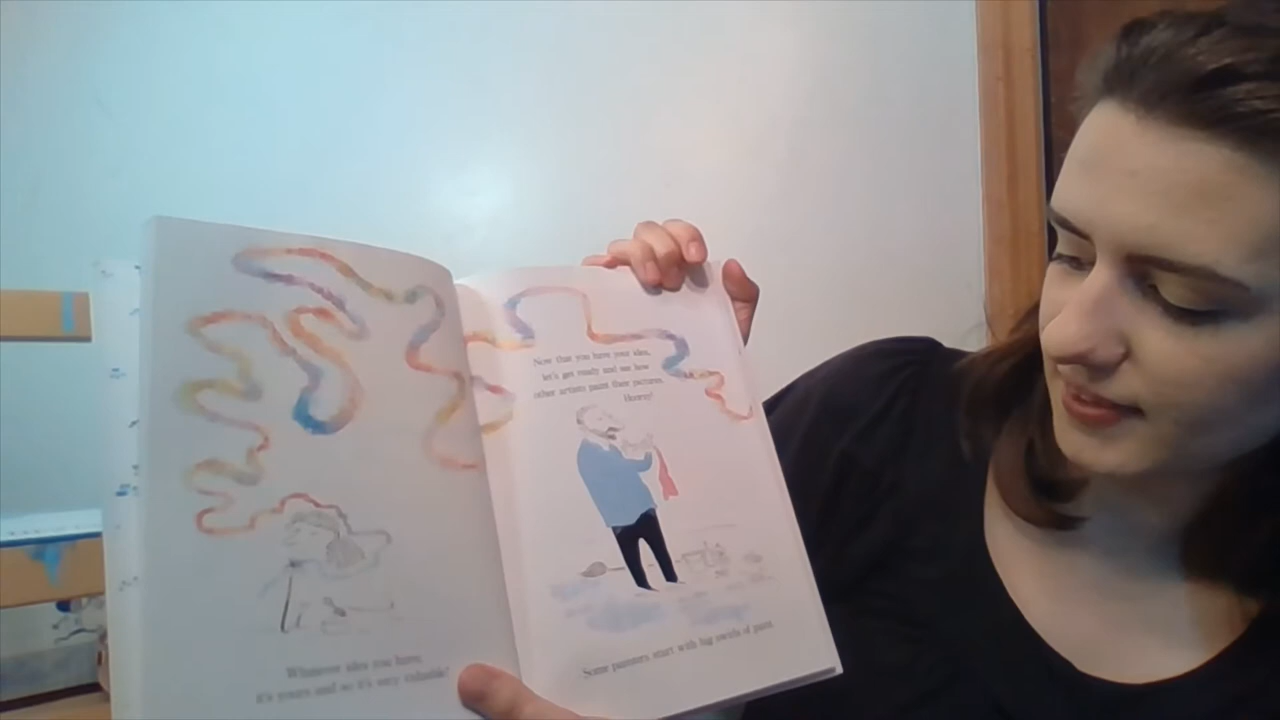 Whatever idea you have,
it's yours and so it's very valuable!
Now that you have your idea,
let's get ready and see how
other artists paint their pictures.
Hooray!
Some painters start with big swirls of paint.